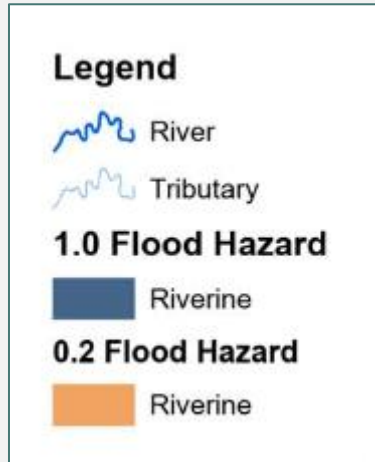 Legend
River
Tributary
1.0 Flood Hazard
Riverine
0.2 Flood Hazard
Riverine